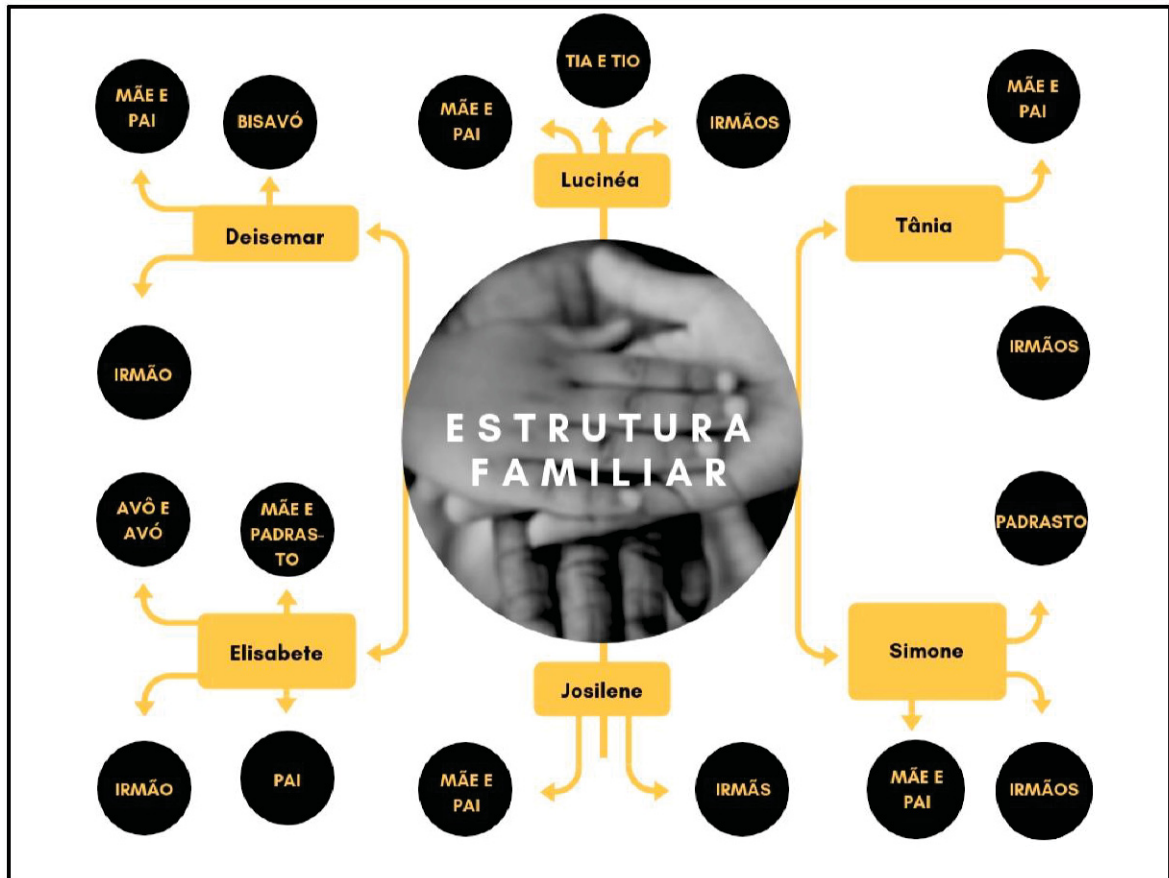 MÃE E
PAI
BISAVÓ
Deisemar
IRMÃO
MÃE E
PAI
TIA E TIO
IRMÃOS
Lucinéa
MÃE E
PAI
Tânia
IRMÃOS
ESTRUTURA
FAMILIAR
AVÔ E
AVÓ
MÃE E
PADRAS-
TO
Elisabete
IRMÃO
PAI
Josilene
MÃE E
PAI
IRMÃS
PADRASTO
Simone
MÃE E
PAI
IRMÃOS